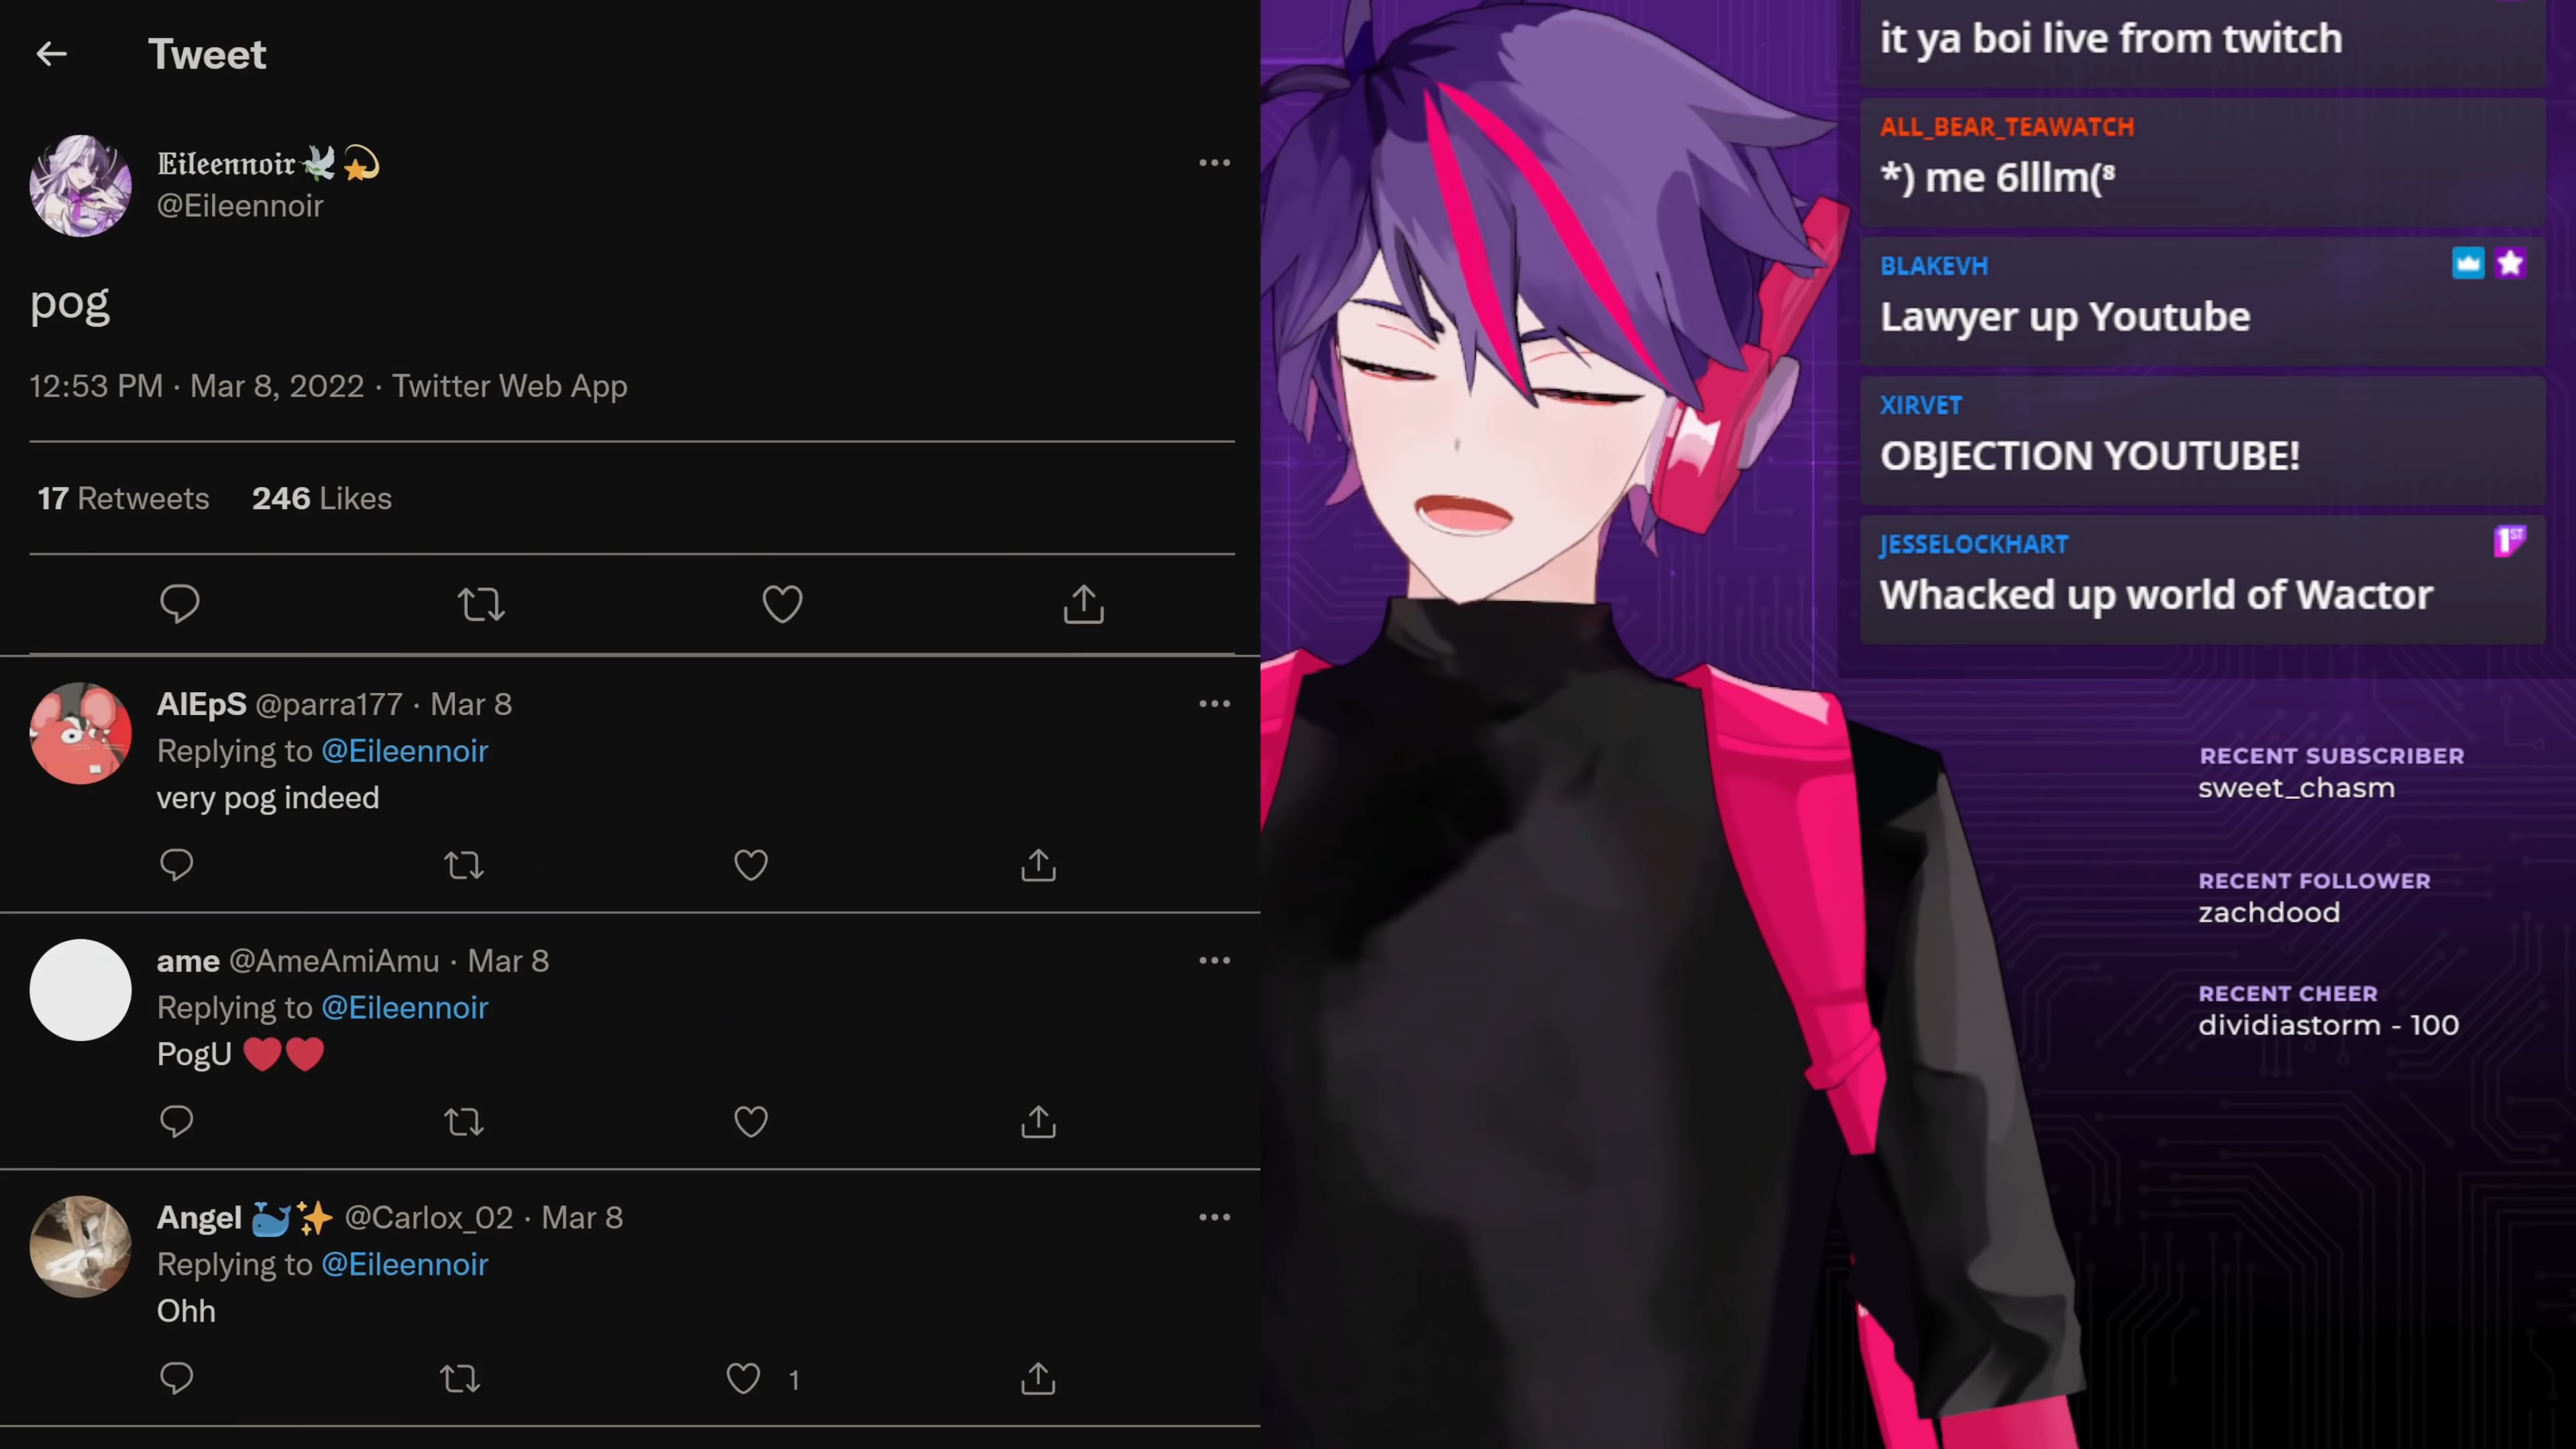 Tweet
𝕰ileennoir🕊️💫
@Eileennoir
pog
12:53 PM · Mar 8, 2022 · Twitter Web App
17 Retweets 246 Likes
AlEpS @parra177 · Mar 8
Replying to @Eileennoir
very pog indeed
ame @AmeAmiAmu · Mar 8
Replying to @Eileennoir
PogU ❤️❤️
Angel 🐳✨ @Carlox_02 · Mar 8
Replying to @Eileennoir
Ohh
1
it ya boi live from twitch
ALL_BEAR_TEAWATCH
*) me 6lllm(⁸
BLAKEVH
Lawyer up Youtube
XIRVET
OBJECTION YOUTUBE!
JESSELOCKHART
1ST
Whacked up world of Wactor
RECENT SUBSCRIBER
sweet_chasm
RECENT FOLLOWER
zachdood
RECENT CHEER
dividiastorm - 100